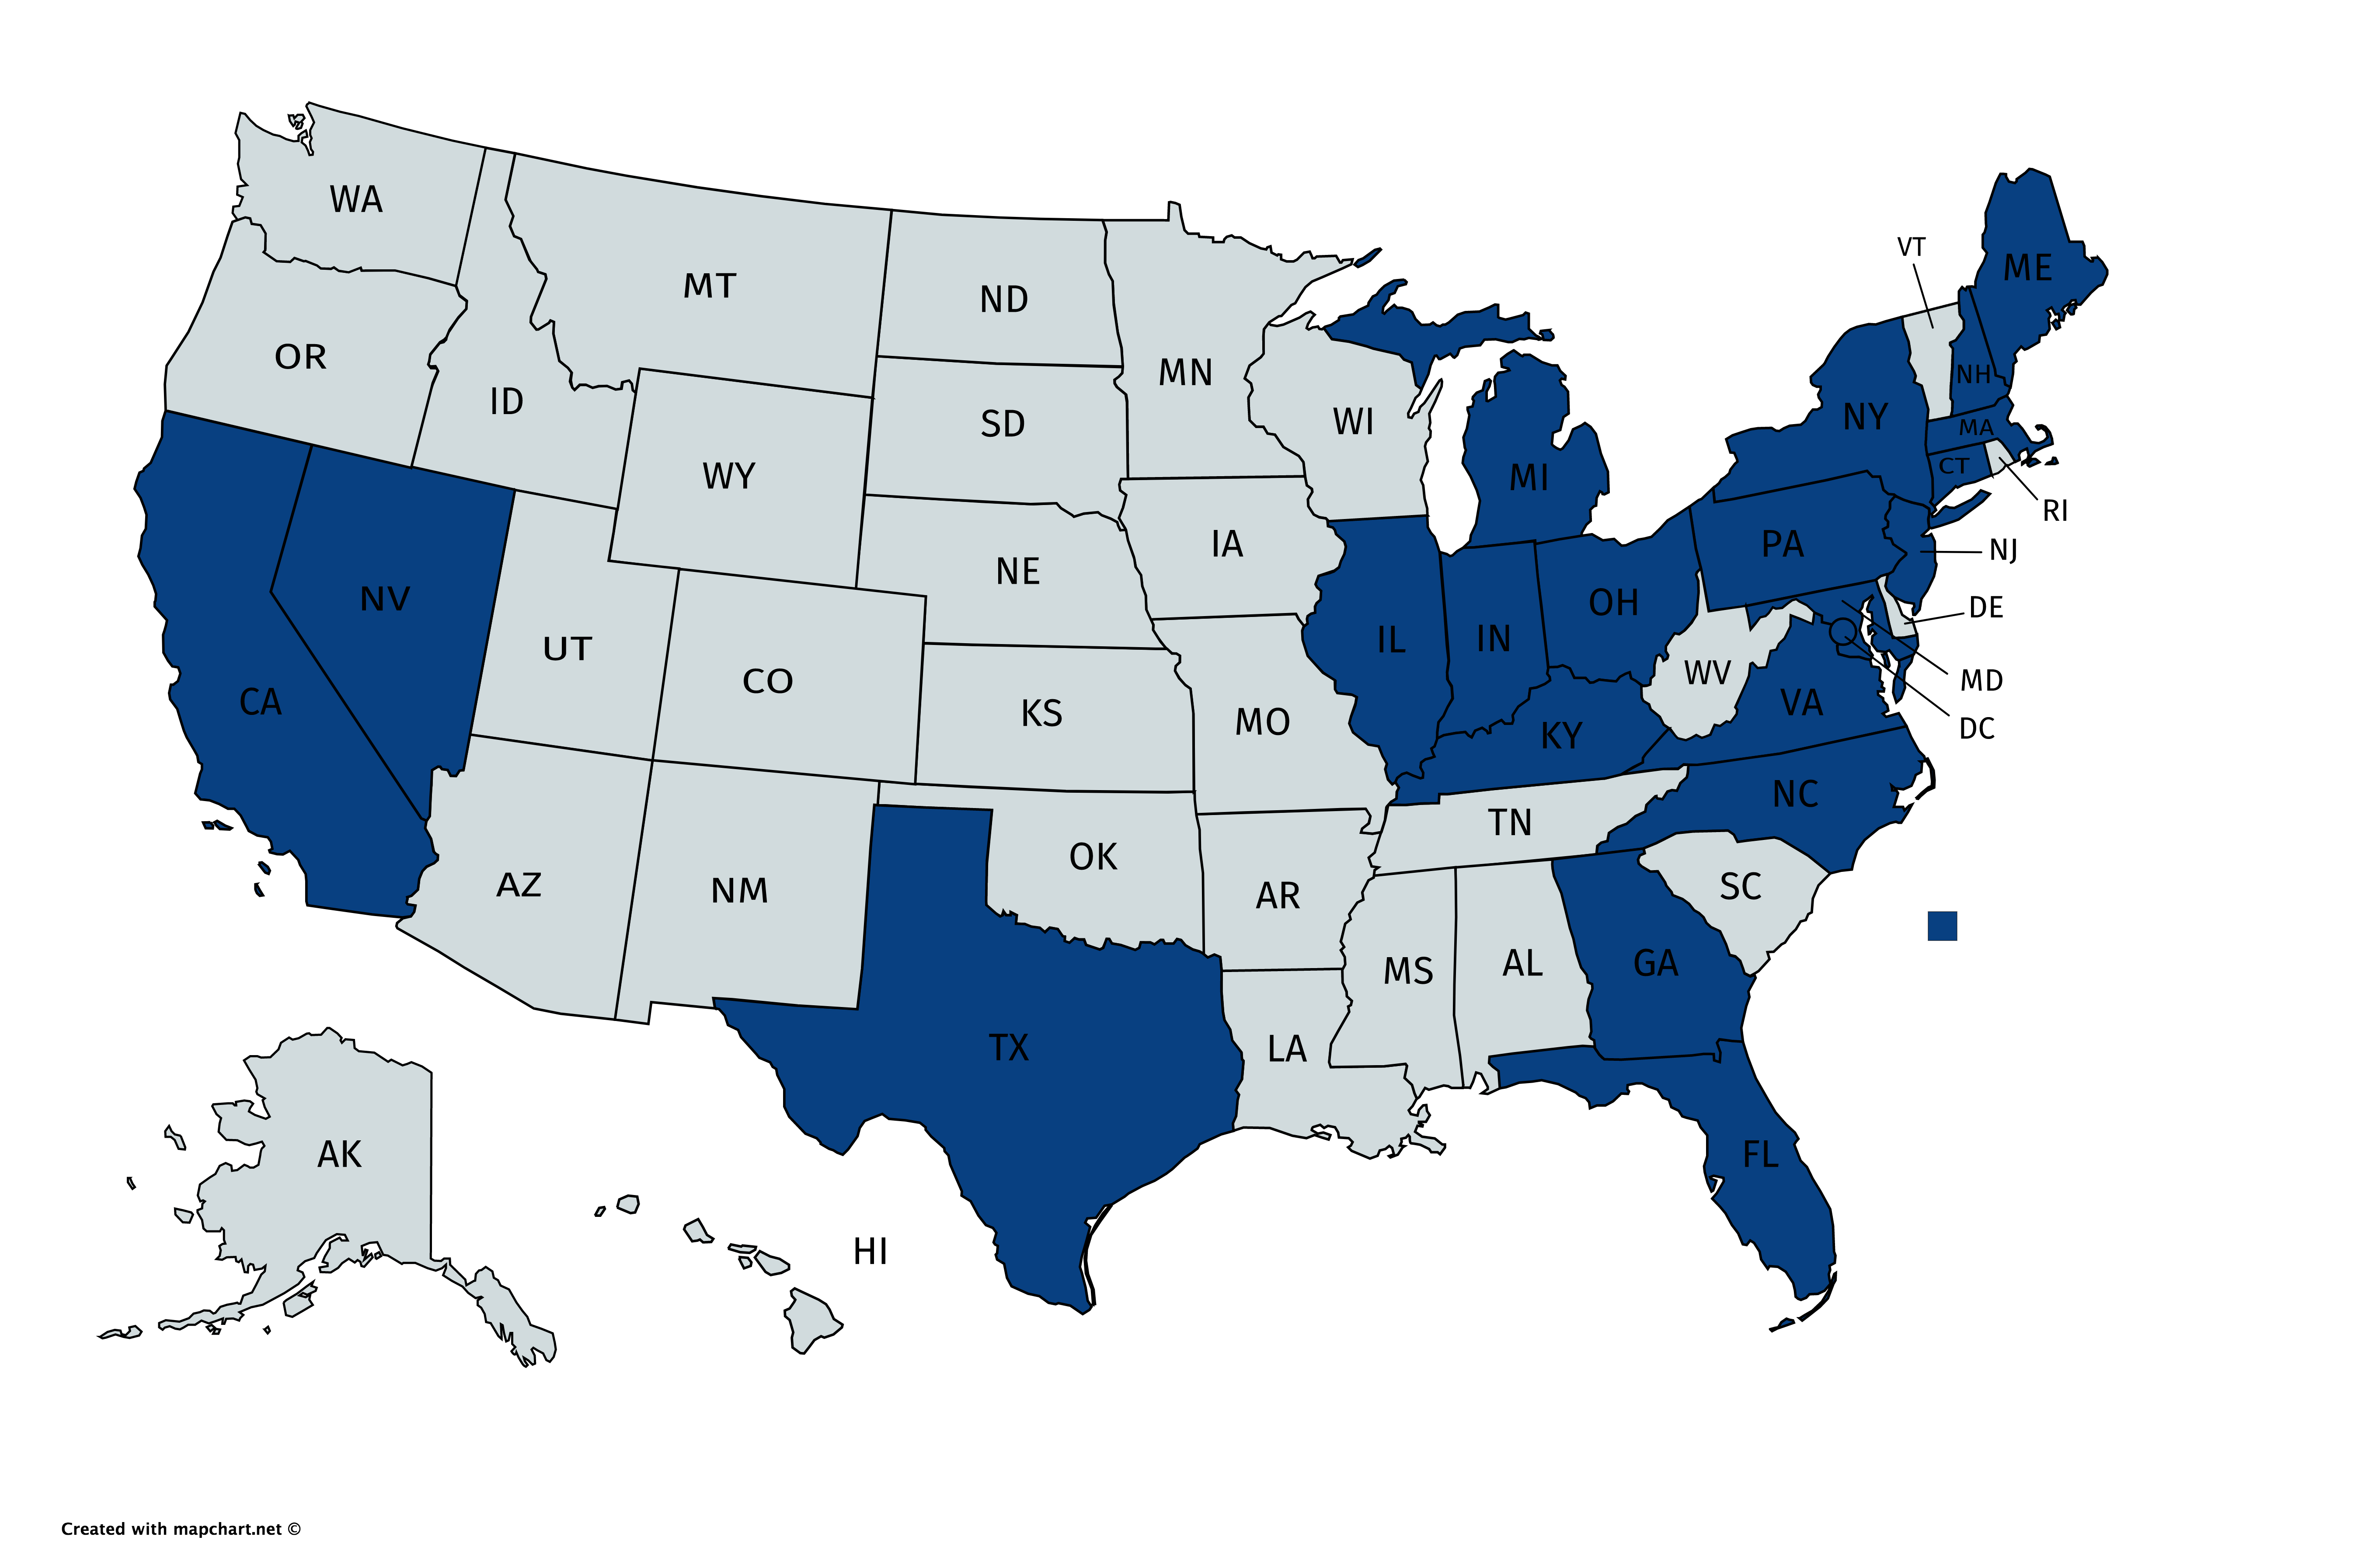 WA
MT
ND
VT
ME
OR
ID
MN
NH
SD
WI
NY
MA
WY
MI
CT
RI
IA
PA
NJ
NE
NV
OH
DE
UT
IL
IN
CO
WV
MD
CA
KS
MO
KY
VA
DC
NC
TN
OK
AZ
NM
AR
SC
MS
AL
GA
TX
LA
AK
FL
HI
Created with mapchart.net ©